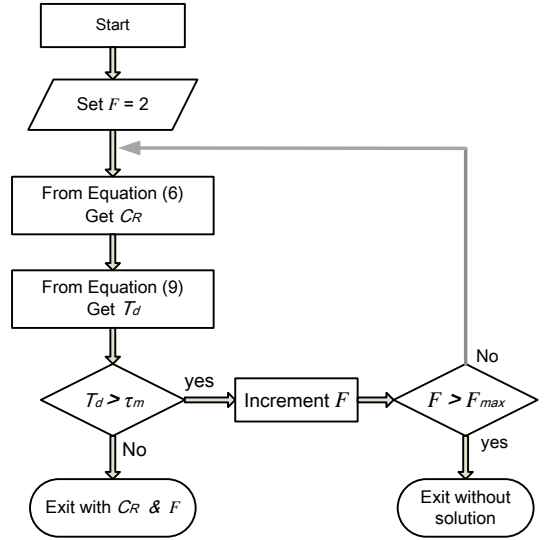 Start
Set F = 2
From Equation (6)
Get CR
From Equation (9)
Get Td
Td > τm
yes
Increment F
F > Fmax
No
No
yes
Exit with CR & F
Exit without
solution